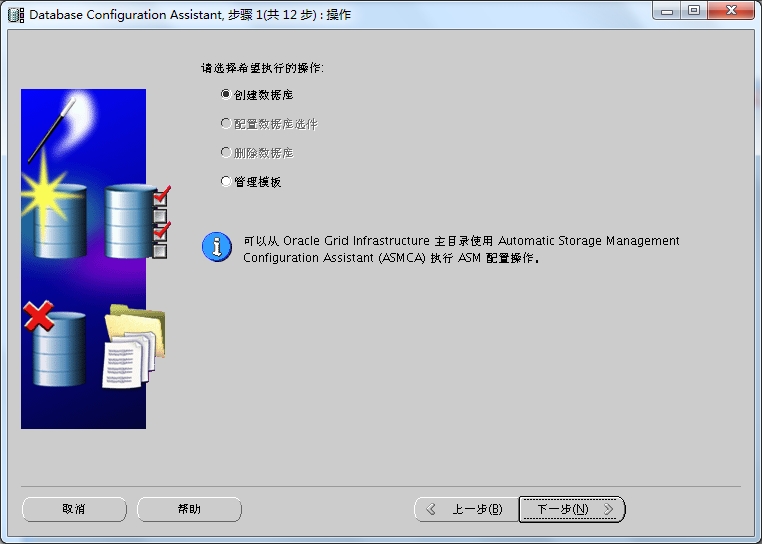 Database Configuration Assistant, 步骤 1(共 12 步) : 操作
请选择希望执行的操作:
创建数据库
配置数据库选件
删除数据库
管理模板
可以从 Oracle Grid Infrastructure 主目录使用 Automatic Storage Management
Configuration Assistant (ASMCA) 执行 ASM 配置操作。
取消
帮助
上一步(B)
下一步(N)